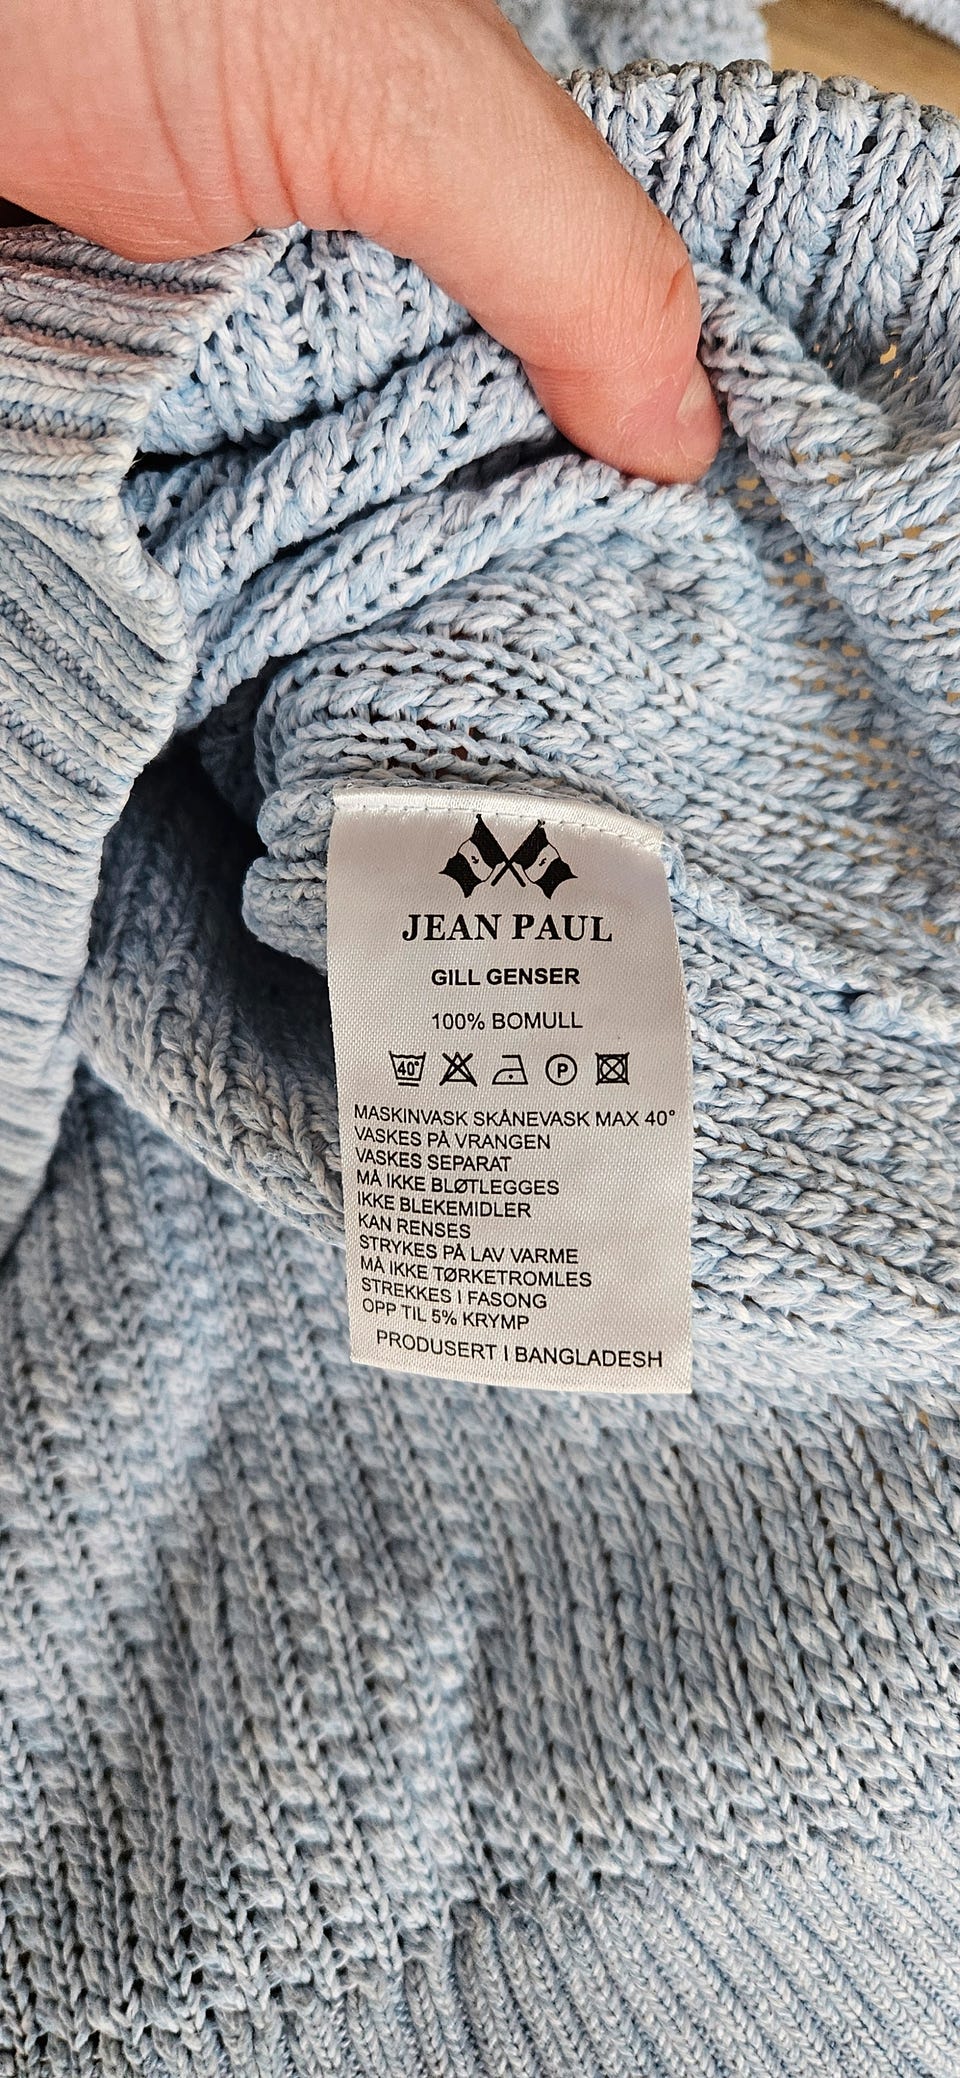 JEAN PAUL
GILL GENSER
100% BOMULL
40° P
MASKINVASK SKÅNEVASK MAX 40°
VASKES PÅ VRANGEN
VASKES SEPARAT
MÅ IKKE BLØTLEGGES
IKKE BLEKEMIDLER
KAN RENSES
STRYKES PÅ LAV VARME
MÅ IKKE TØRKETROMLES
STREKKES I FASONG
OPP TIL 5% KRYMP
PRODUSERT I BANGLADESH